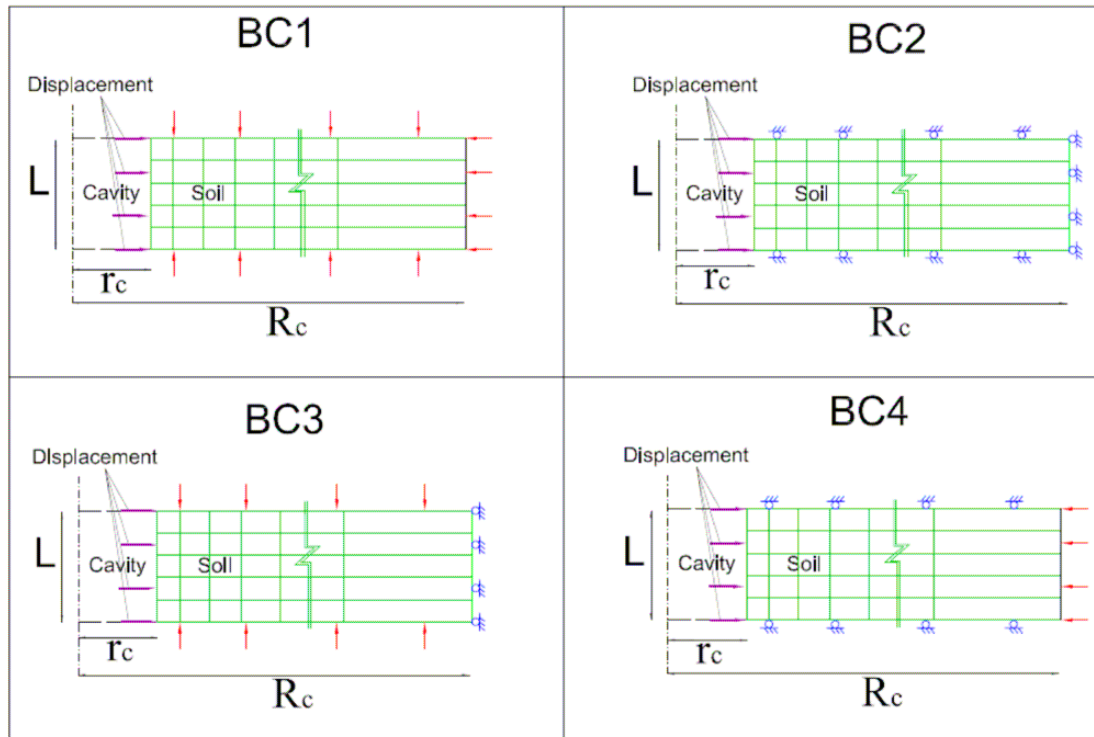 BC1
Displacement
L
Cavity
Soil
rc
Rc
BC2
Displacement
L
Cavity
Soil
rc
Rc
BC3
Displacement
L
Cavity
Soil
rc
Rc
BC4
Displacement
L
Cavity
Soil
rc
Rc